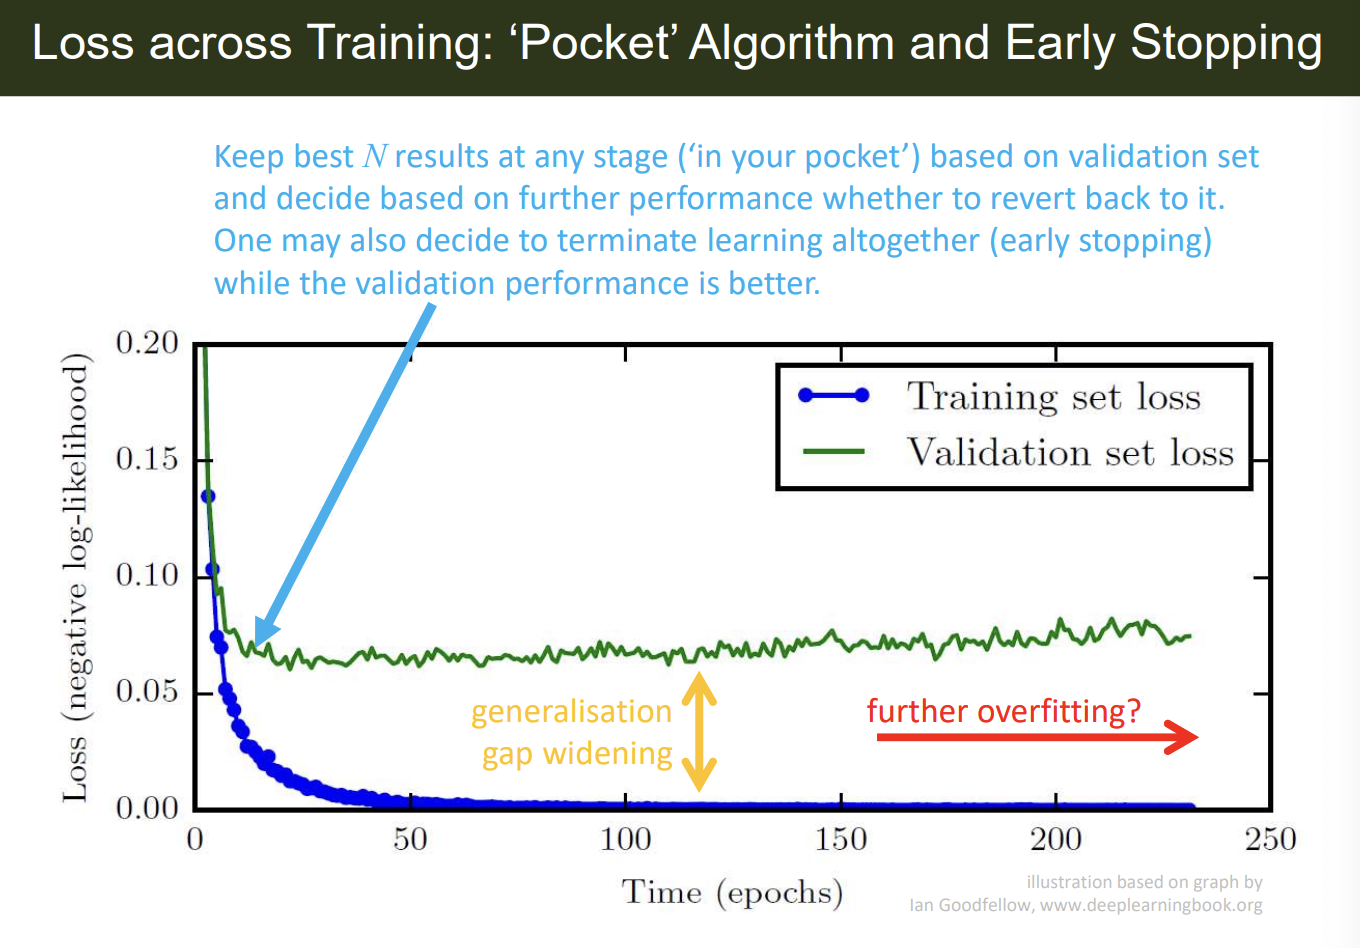 Loss across Training: ‘Pocket’ Algorithm and Early Stopping
Keep best N results at any stage (‘in your pocket’) based on validation set
and decide based on further performance whether to revert back to it.
One may also decide to terminate learning altogether (early stopping)
while the validation performance is better.
Loss (negative log-likelihood)
0.20
0.15
0.10
0.05
0.00
Training set loss
Validation set loss
generalisation
gap widening
further overfitting?
0
50
100
150
200
250
Time (epochs)
illustration based on graph by
Ian Goodfellow, www.deeplearningbook.org